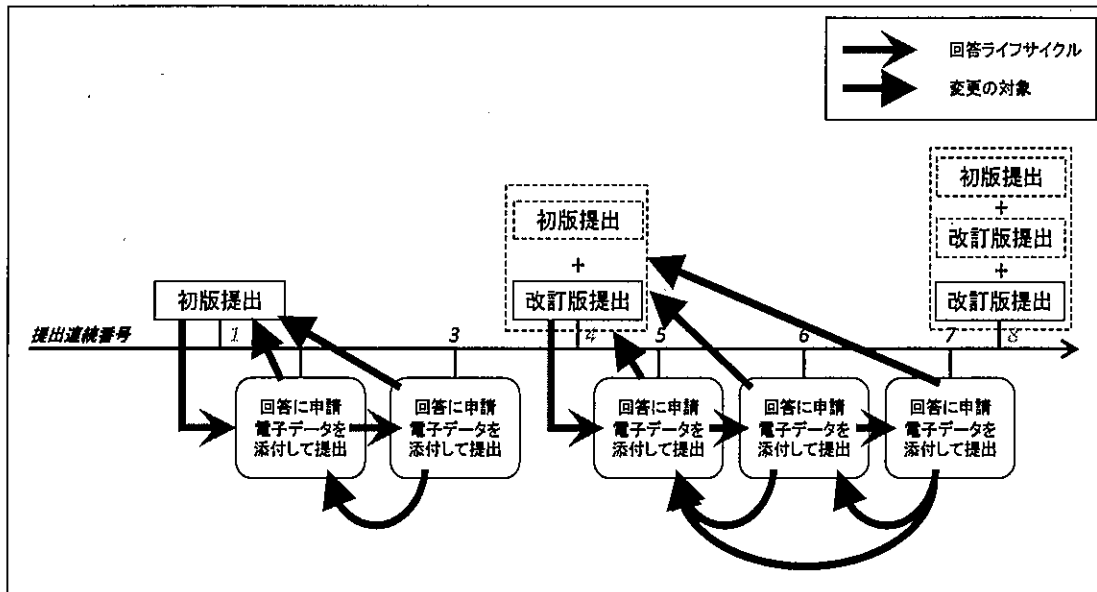 回答ライフサイクル
変更の対象
初版提出
初版提出
+
改訂版提出
初版提出
+
改訂版提出
+
改訂版提出
提出連続番号
1
3
4
5
6
7
8
回答に申請
電子データを
添付して提出
回答に申請
電子データを
添付して提出
回答に申請
電子データを
添付して提出
回答に申請
電子データを
添付して提出
回答に申請
電子データを
添付して提出